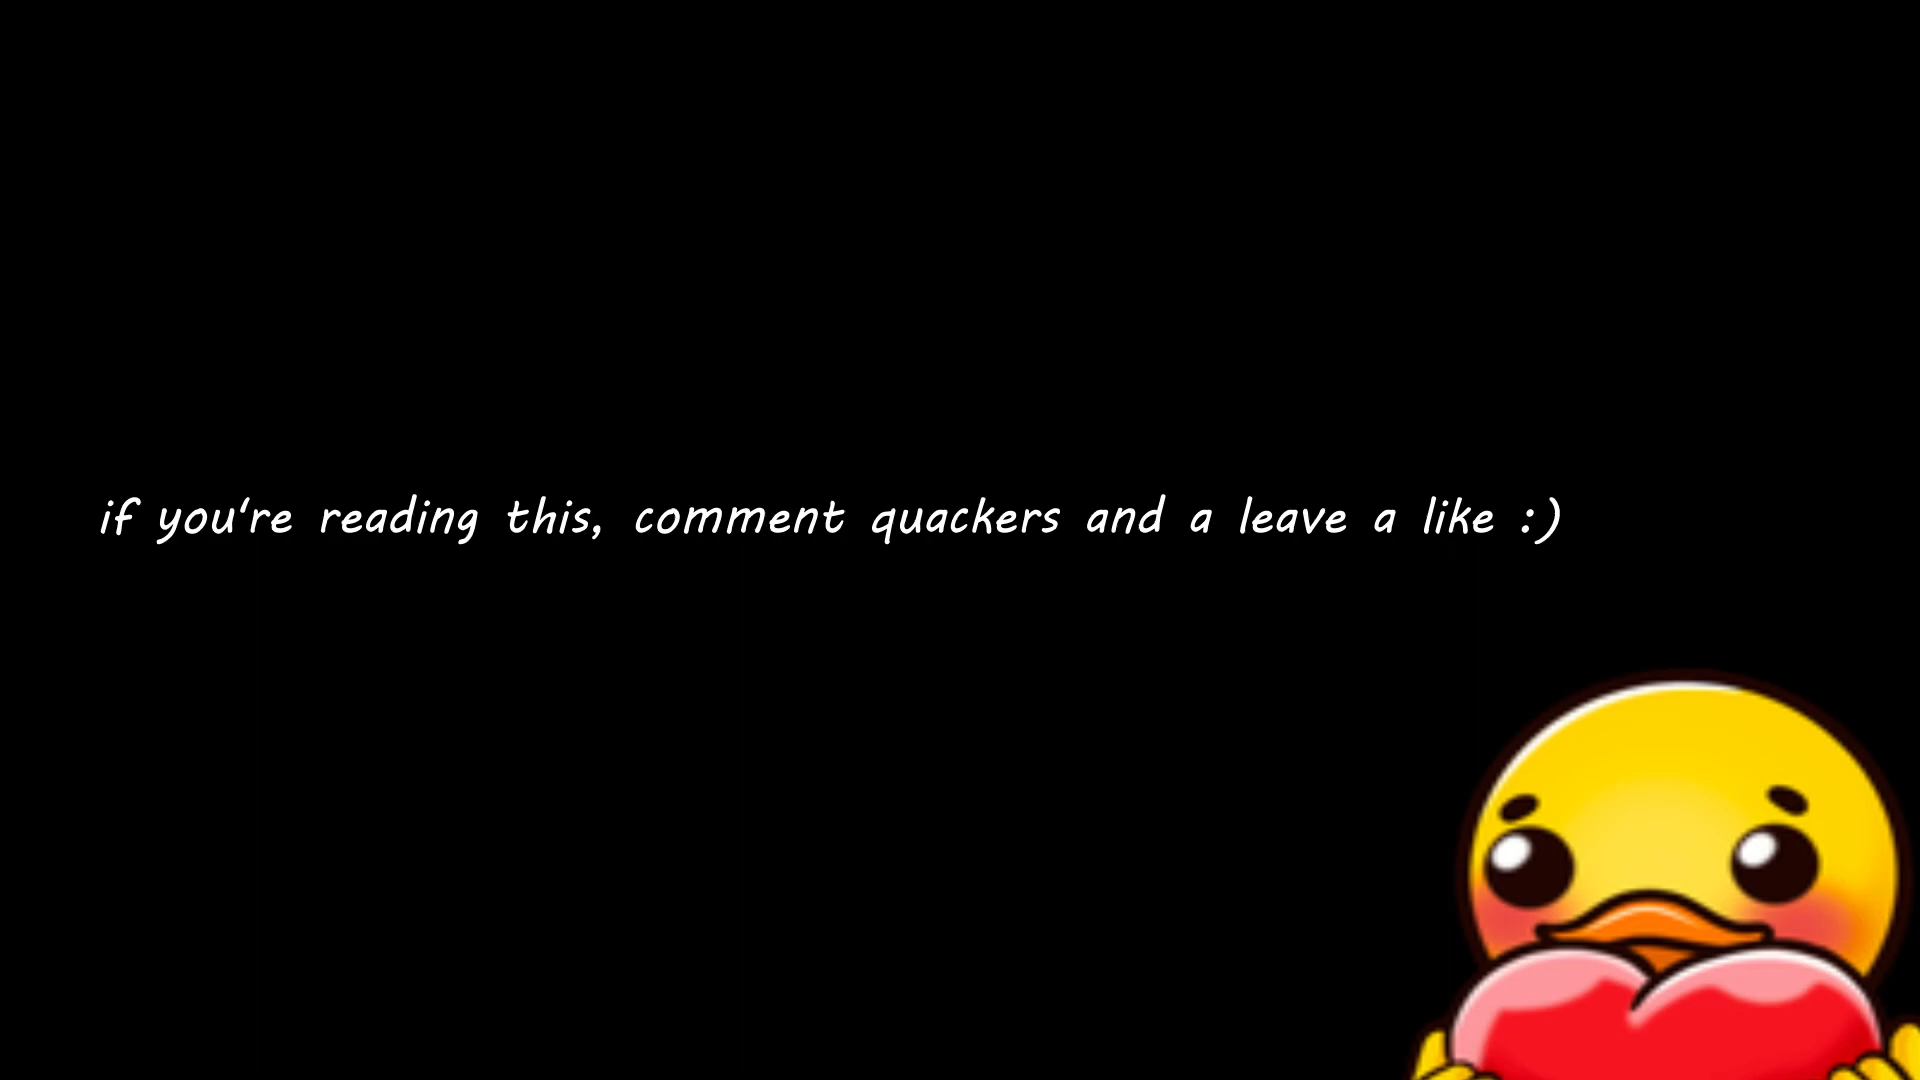 if you're reading this, comment quackers and a leave a like :)